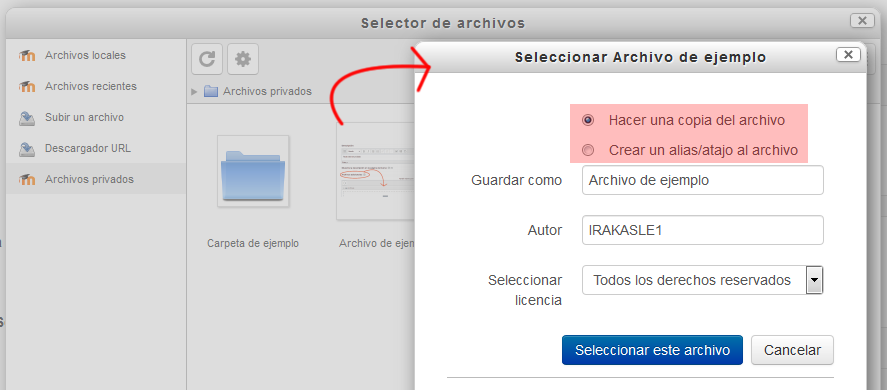 Selector de archivos
Archivos locales
Archivos recientes
Subir un archivo
Descargador URL
Archivos privados
Archivos privados
Carpeta de ejemplo
Archivo de ejem
Seleccionar Archivo de ejemplo
Hacer una copia del archivo
Crear un alias/atajo al archivo
Guardar como Archivo de ejemplo
Autor IRAKASLE1
Seleccionar licencia Todos los derechos reservados
Seleccionar este archivo Cancelar